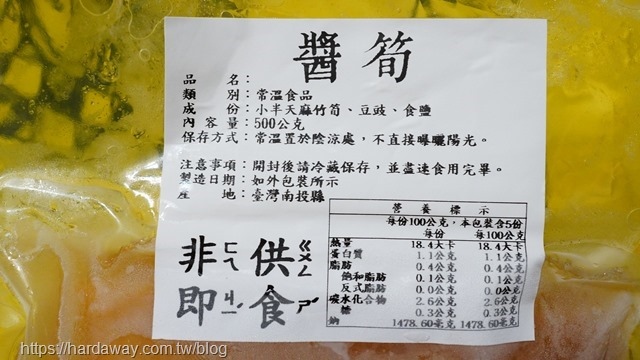 醬筍
品 名：
類 別：常溫食品
成 份：小半天麻竹筍、豆豉、食鹽
內 容 量：500公克
保存方式：常溫置於陰涼處，不直接曝曬陽光。
注意事項：開封後請冷藏保存，並盡速食用完畢。
製造日期：如外包裝所示
產 地：臺灣南投縣
營 養 標 示
每份100公克，本包裝含5份
每份 每100公克
熱量 18.4大卡 18.4大卡
蛋白質 1.1公克 1.1公克
脂肪 0.4公克 0.4公克
飽和脂肪 0.1公克 0.1公克
反式脂肪 0.0公克 0.0公克
碳水化合物 2.6公克 2.6公克
糖 0.3公克 0.3公克
鈉 1478.60毫克 1478.60毫克
非 供
即 食
https://hardaway.com.tw/blog